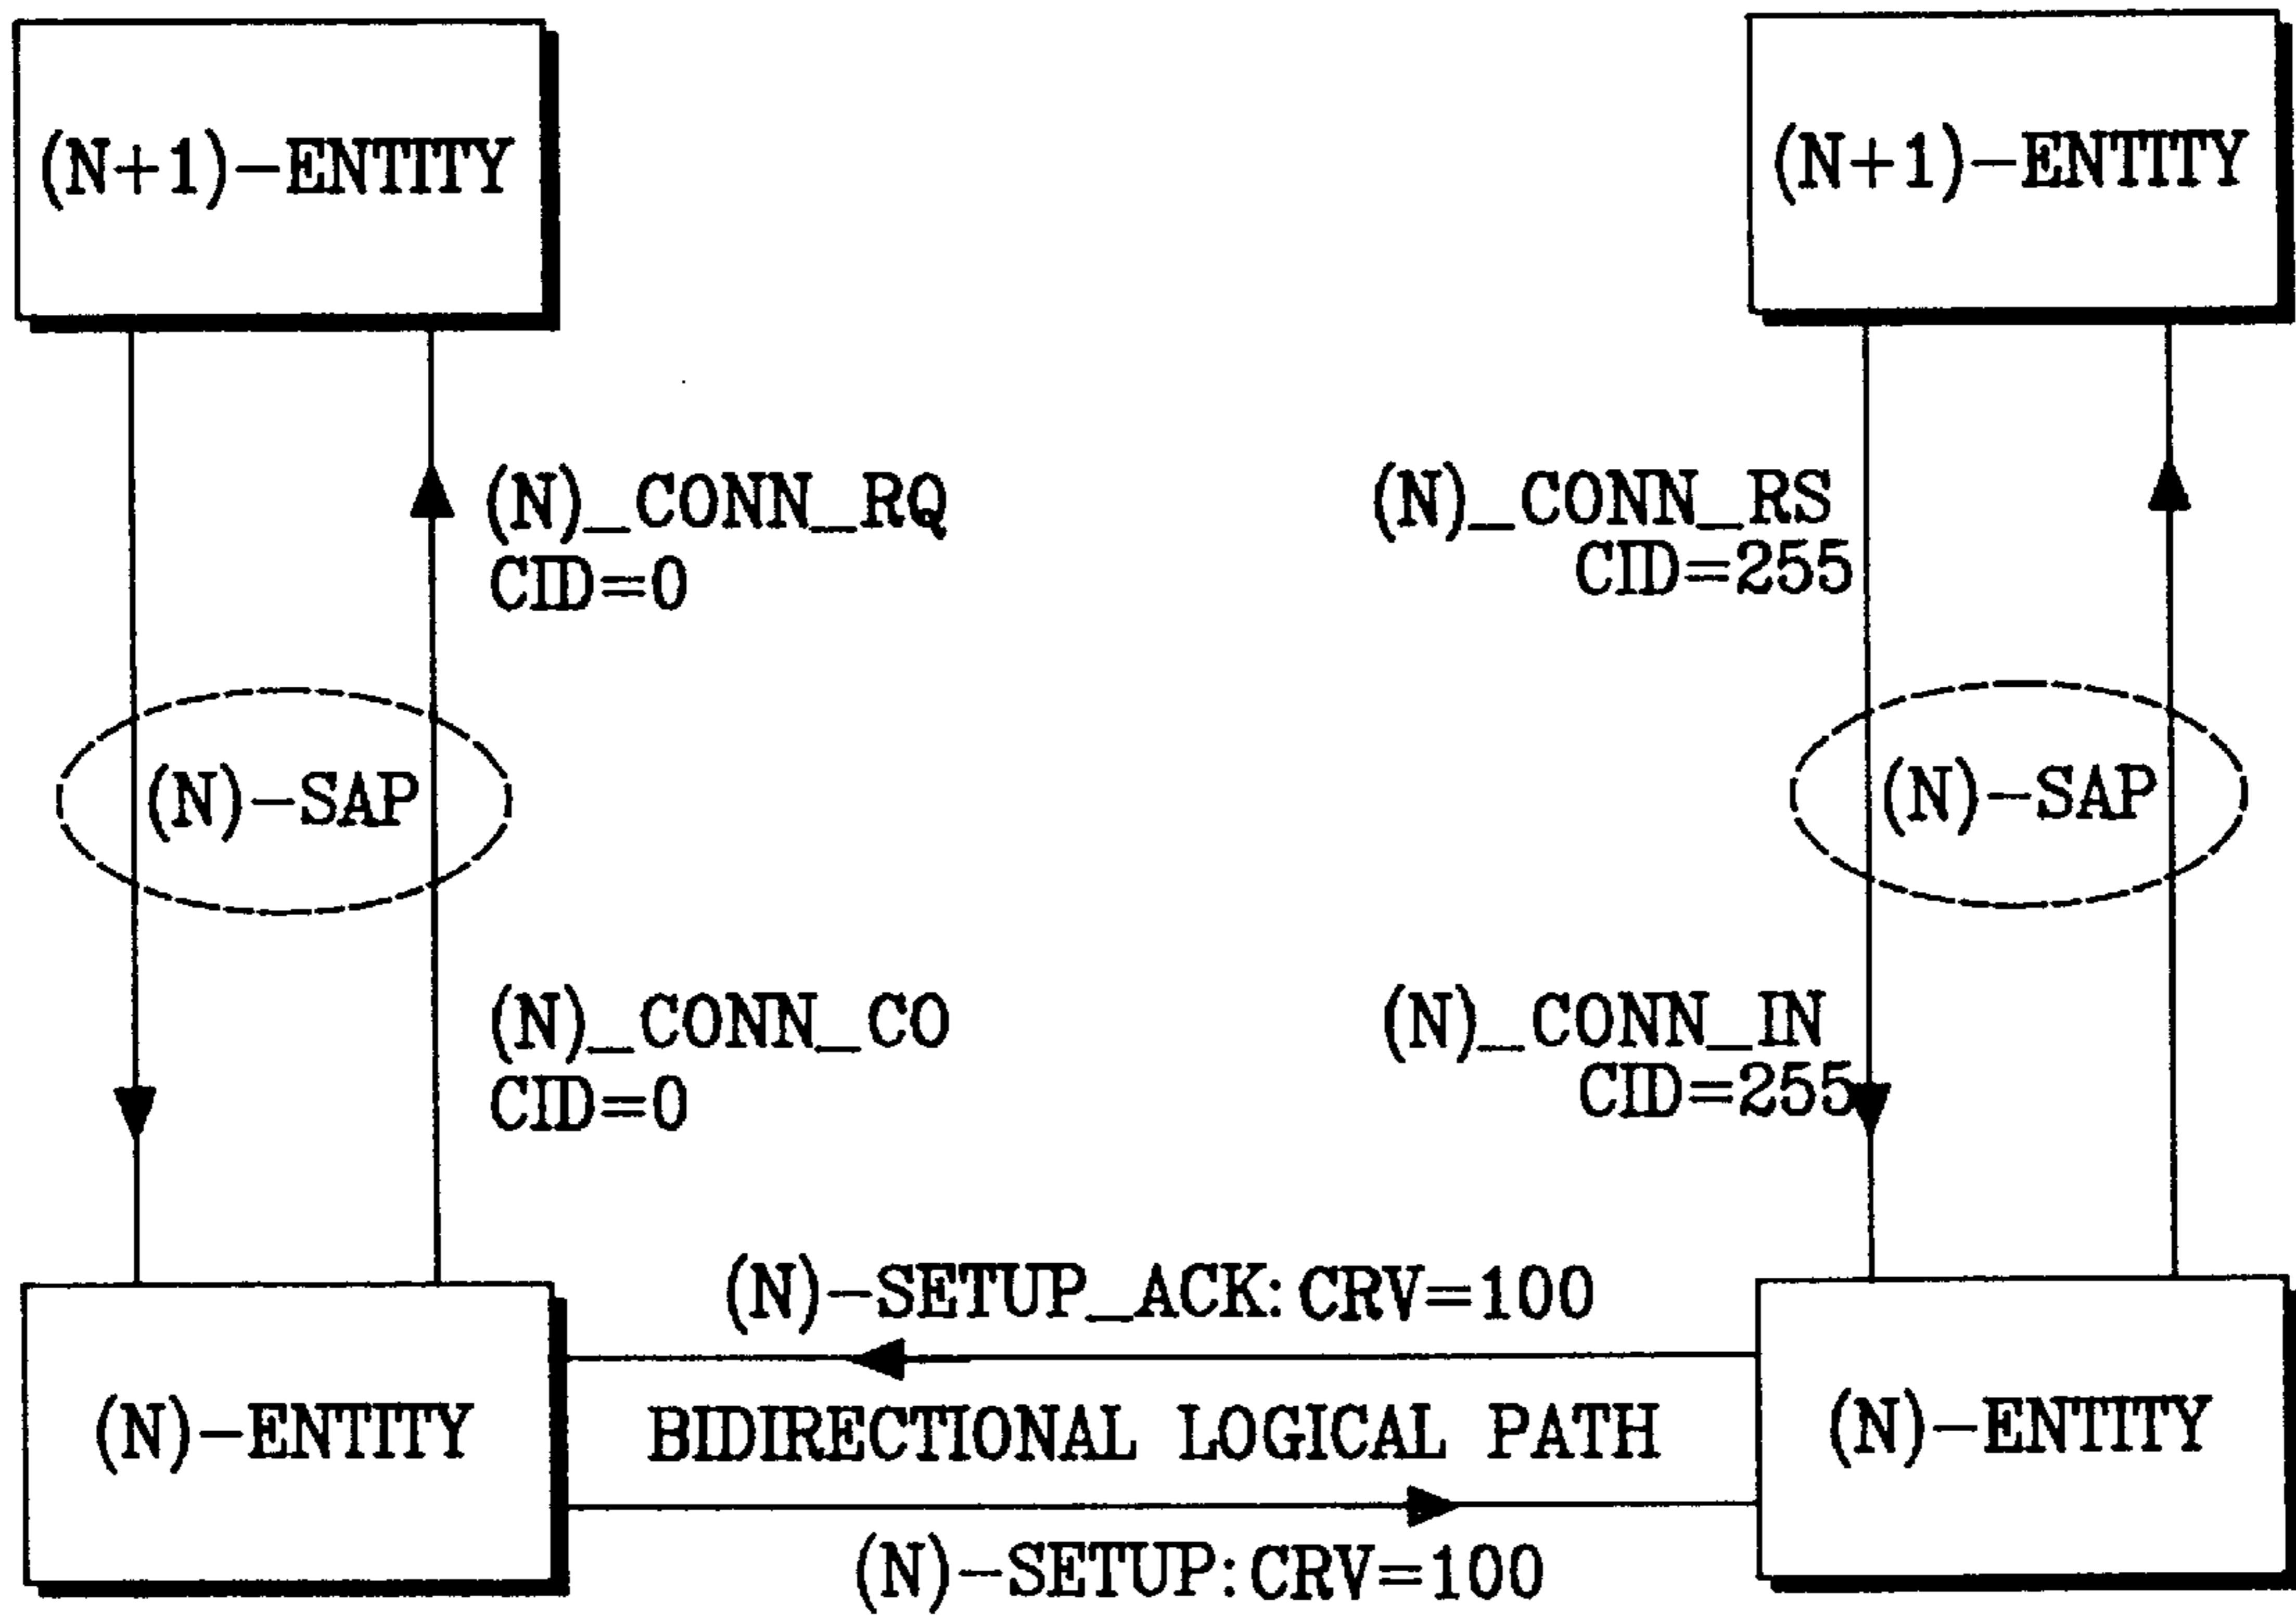 (N+1)-ENTITY
(N+1)-ENTITY
(N)_CONN_RQ
CID=0
(N)_CONN_RS
CID=255
(N)-SAP
(N)-SAP
(N)_CONN_CO
CID=0
(N)_CONN_IN
CID=255
(N)-SETUP_ACK:CRV=100
(N)-ENTITY
BIDIRECTIONAL LOGICAL PATH
(N)-ENTITY
(N)-SETUP:CRV=100